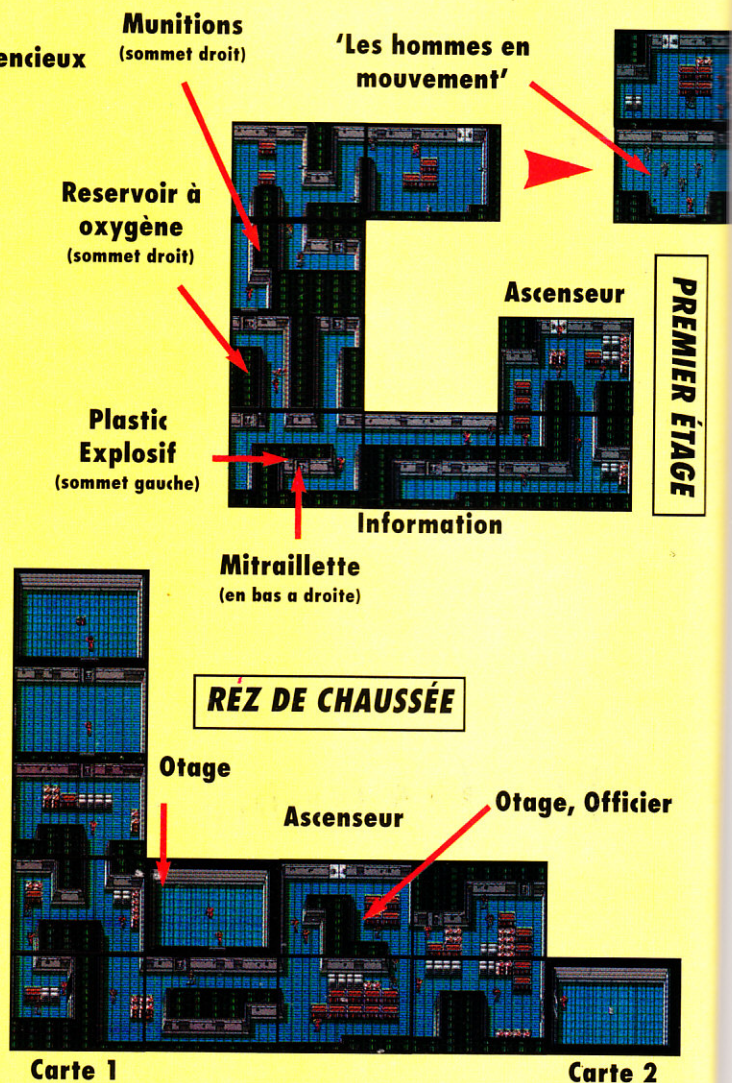 Munitions
(sommet droit)
encieux
'Les hommes en
mouvement'
Reservoir à
oxygène
(sommet droit)
Ascenseur
PREMIER ÉTAGE
Plastic
Explosif
(sommet gauche)
Information
Mitraillette
(en bas a droite)
RÉZ DE CHAUSSÉE
Otage
Ascenseur
Otage, Officier
Carte 1
Carte 2